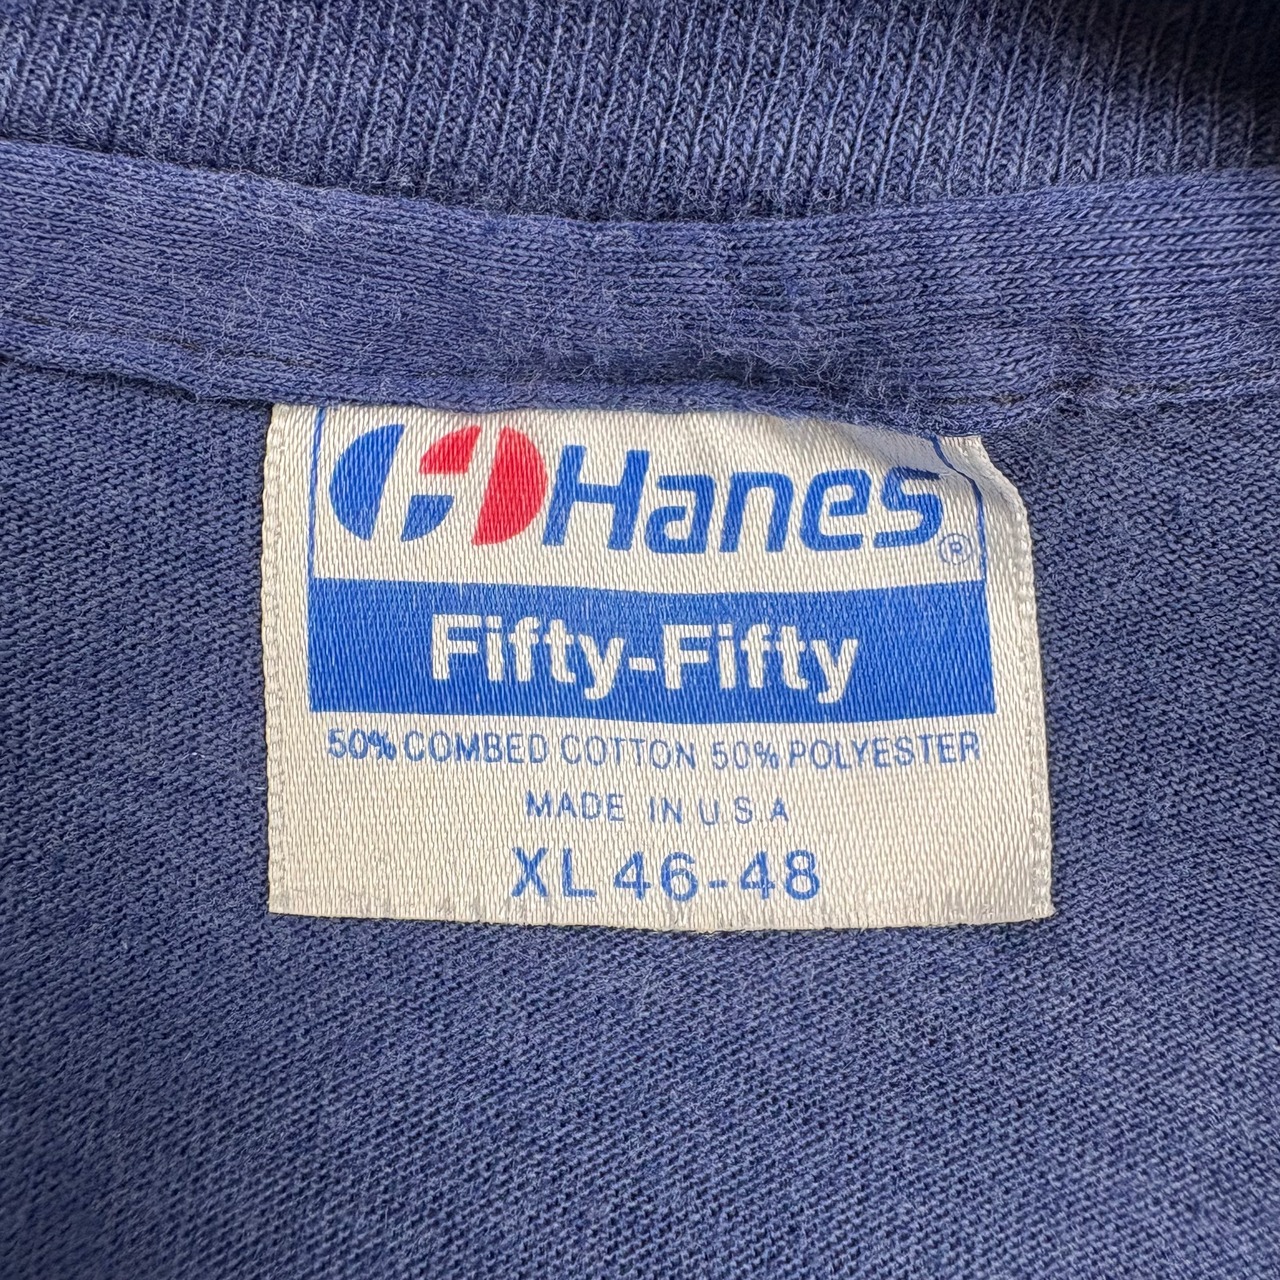 Hanes®
Fifty-Fifty
50% COMBED COTTON 50% POLYESTER
MADE IN U.S.A
XL 46-48